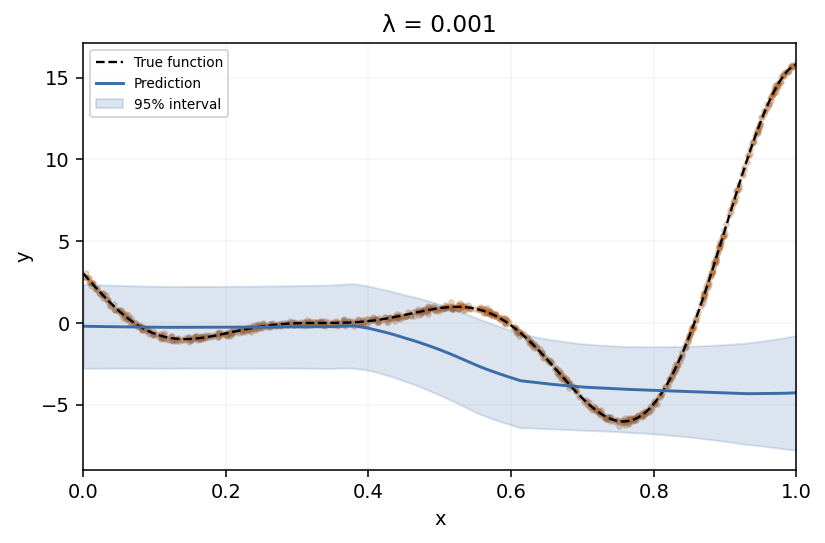 λ = 0.001
True function
Prediction
95% interval
y
15
10
5
0
−5
0.0 0.2 0.4 0.6 0.8 1.0
x